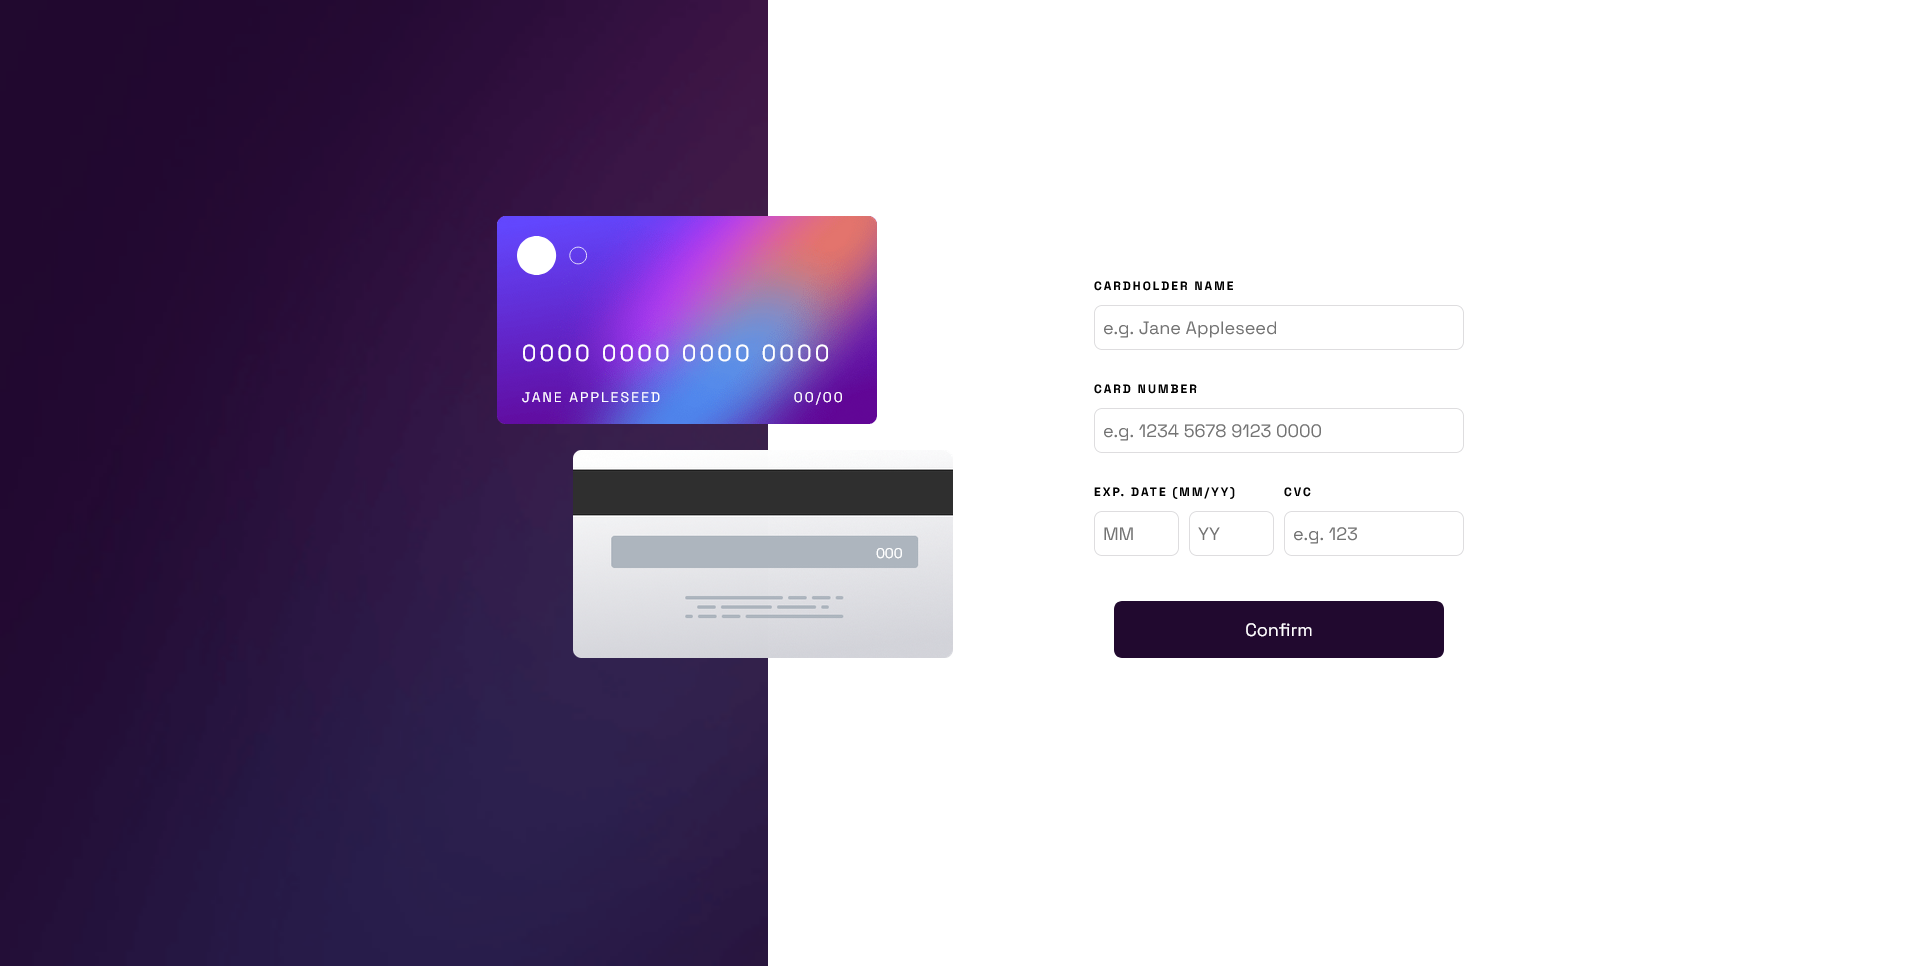 0000 0000 0000 0000
JANE APPLESEED 00/00
000
CARDHOLDER NAME
e.g. Jane Appleseed
CARD NUMBER
e.g. 1234 5678 9123 0000
EXP. DATE (MM/YY) CVC
MM YY e.g. 123
Confirm